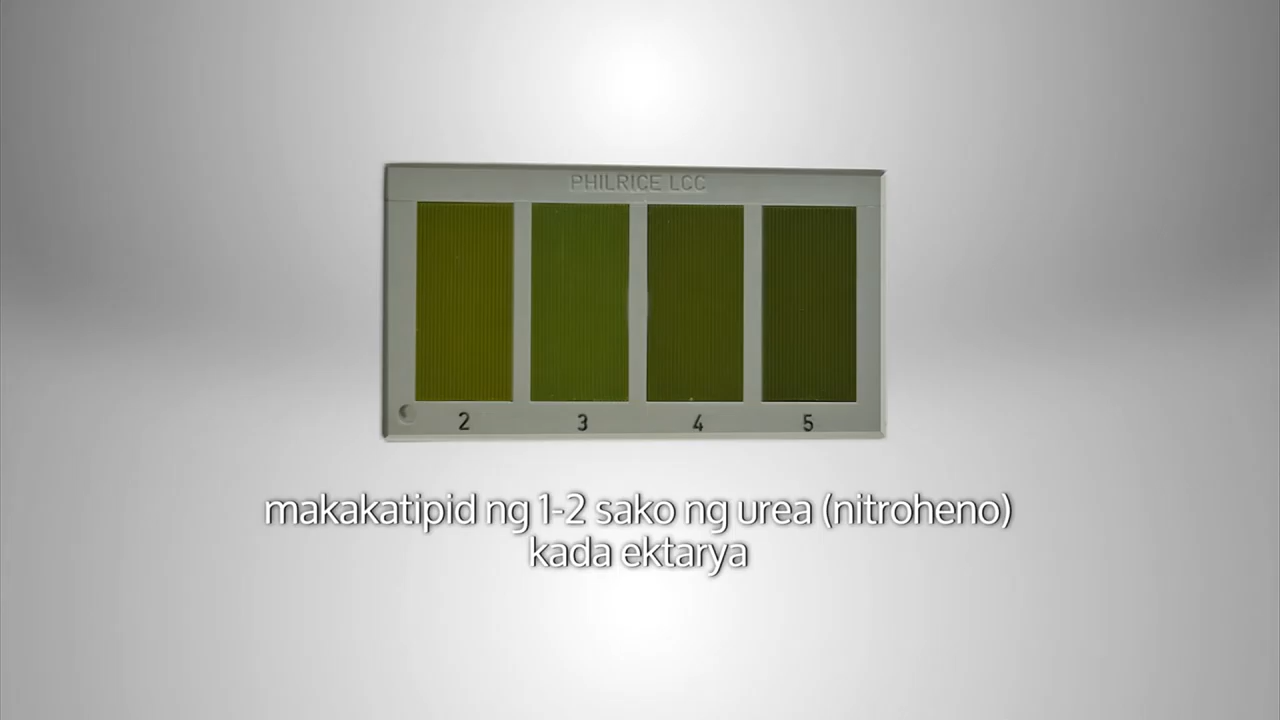 PHILRICE LCC
2 3 4 5
makakatipid ng 1-2 sako ng urea (nitroheno)
kada ektarya